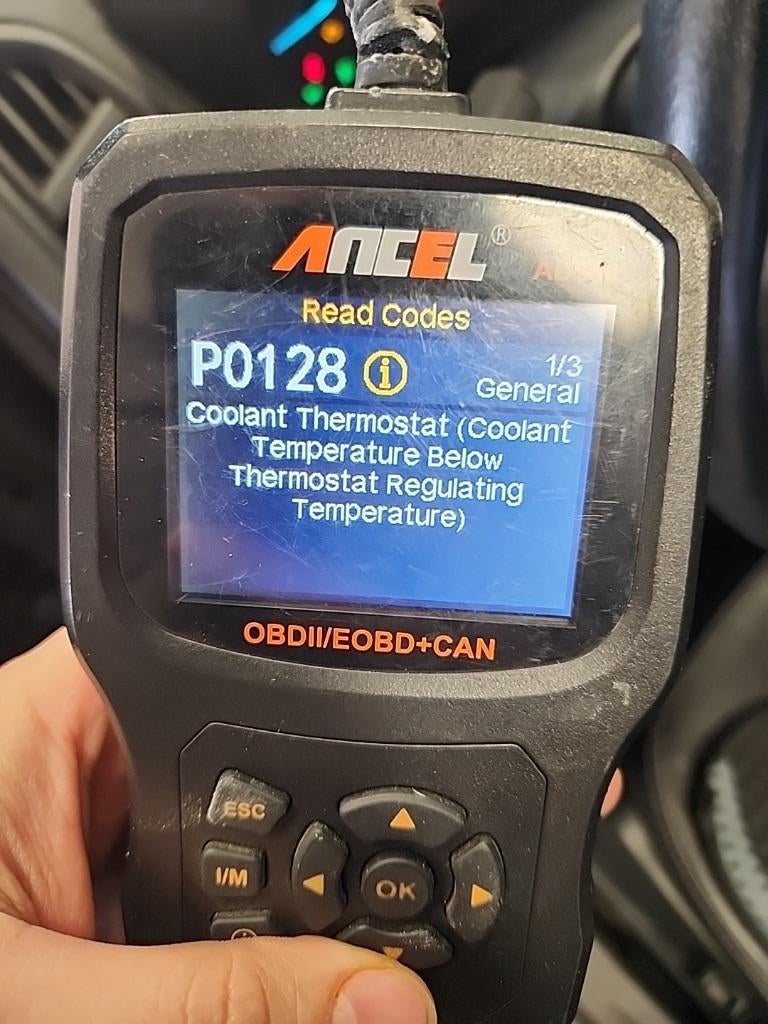 ANCEL®
Read Codes
P0128 i 1/3
General
Coolant Thermostat (Coolant
Temperature Below
Thermostat Regulating
Temperature)
OBDII/EOBD+CAN
ESC
I/M
OK